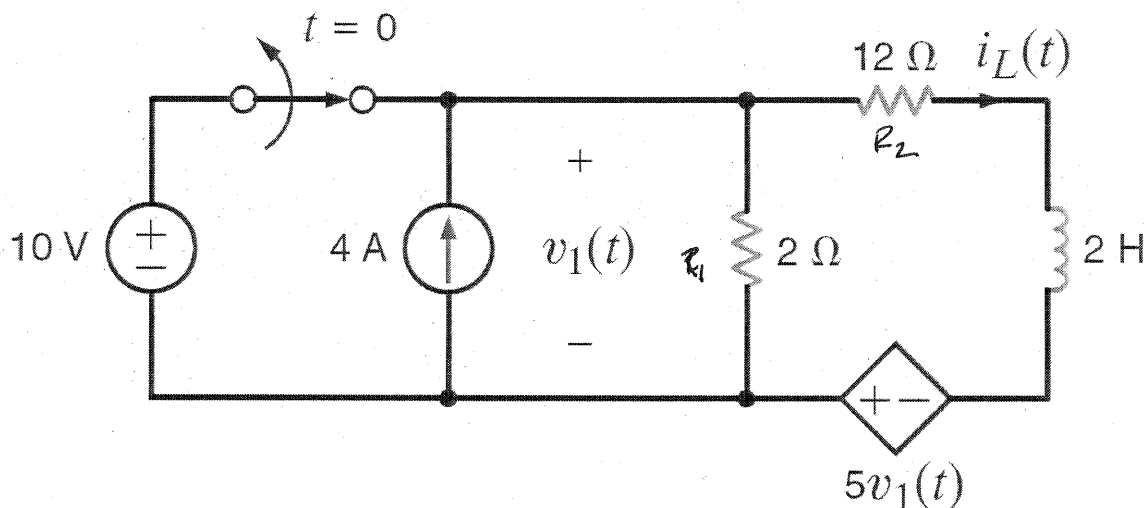 t = 0
12 Ω
i_L(t)
R₂
+
10 V
+
−
4 A
v₁(t)
R₁
2 Ω
2 H
−
+ −
5v₁(t)